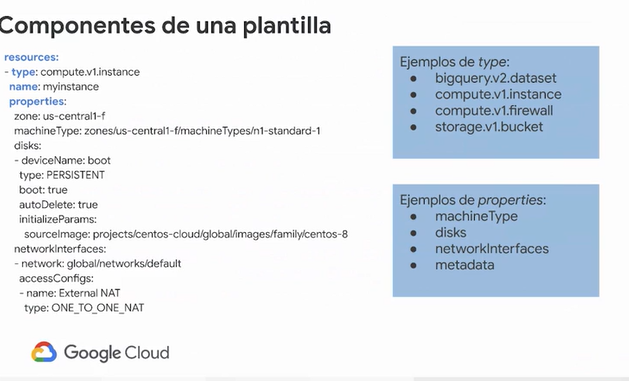 Componentes de una plantilla
resources:
- type: compute.v1.instance
name: myinstance
properties:
zone: us-central1-f
machineType: zones/us-central1-f/machineTypes/n1-standard-1
disks:
- deviceName: boot
type: PERSISTENT
boot: true
autoDelete: true
initializeParams:
sourceImage: projects/centos-cloud/global/images/family/centos-8
networkInterfaces:
- network: global/networks/default
accessConfigs:
- name: External NAT
type: ONE_TO_ONE_NAT
Ejemplos de type:
● bigquery.v2.dataset
● compute.v1.instance
● compute.v1.firewall
● storage.v1.bucket
Ejemplos de properties:
● machineType
● disks
● networkInterfaces
● metadata
Google Cloud